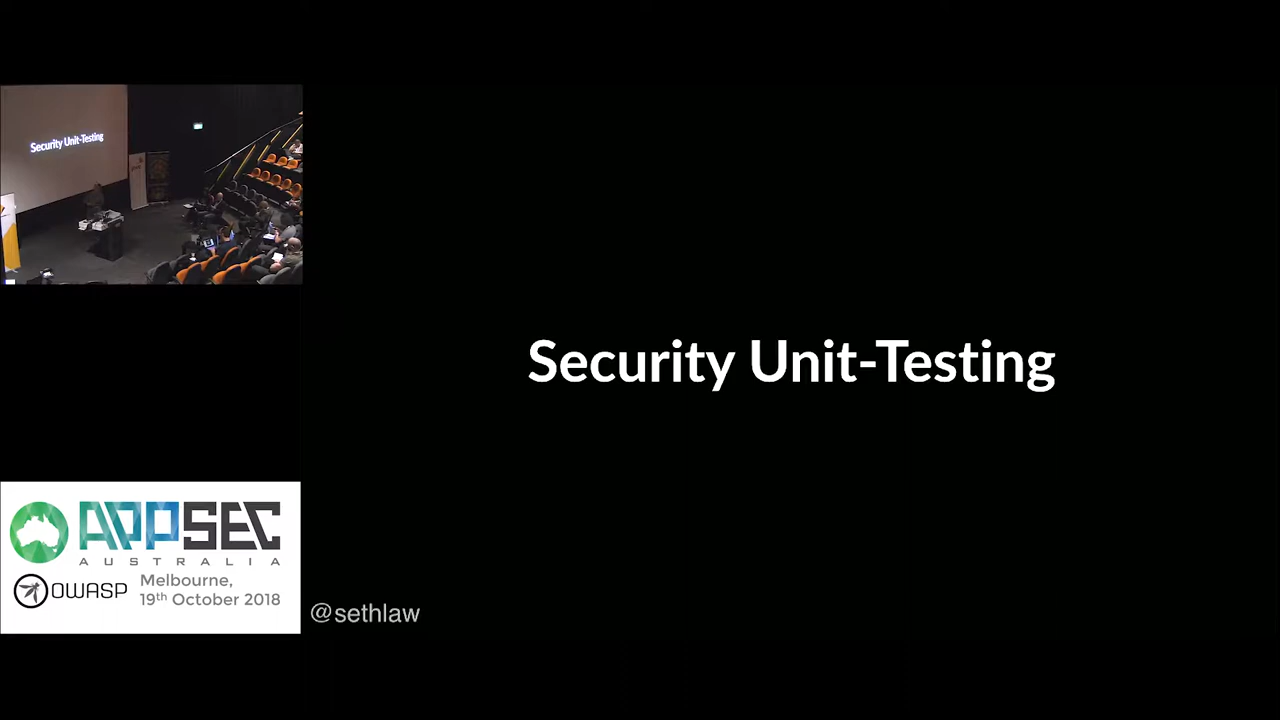 Security Unit-Testing
Security Unit-Testing
APPSEC
AUSTRALIA
OWASP
Melbourne,
19th October 2018
@sethlaw